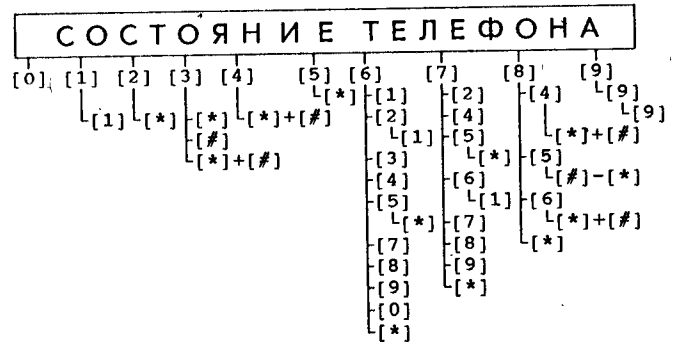 СОСТОЯНИЕ ТЕЛЕФОНА
[0] [1] [2] [3] [4] [5] [6] [7] [8] [9]
[1] [*] [*] [*]+[#] [*] [1] [2] [4] [9]
[#] [2] [4] [9]
[*]+[#] [1] [5] [*]+[#]
[3] [*] [5]
[4] [6] [#]-[*]
[5] [1] [6]
[*] [7] [*]+[#]
[7] [8] [*]
[8] [9]
[9] [*]
[0]
[*]